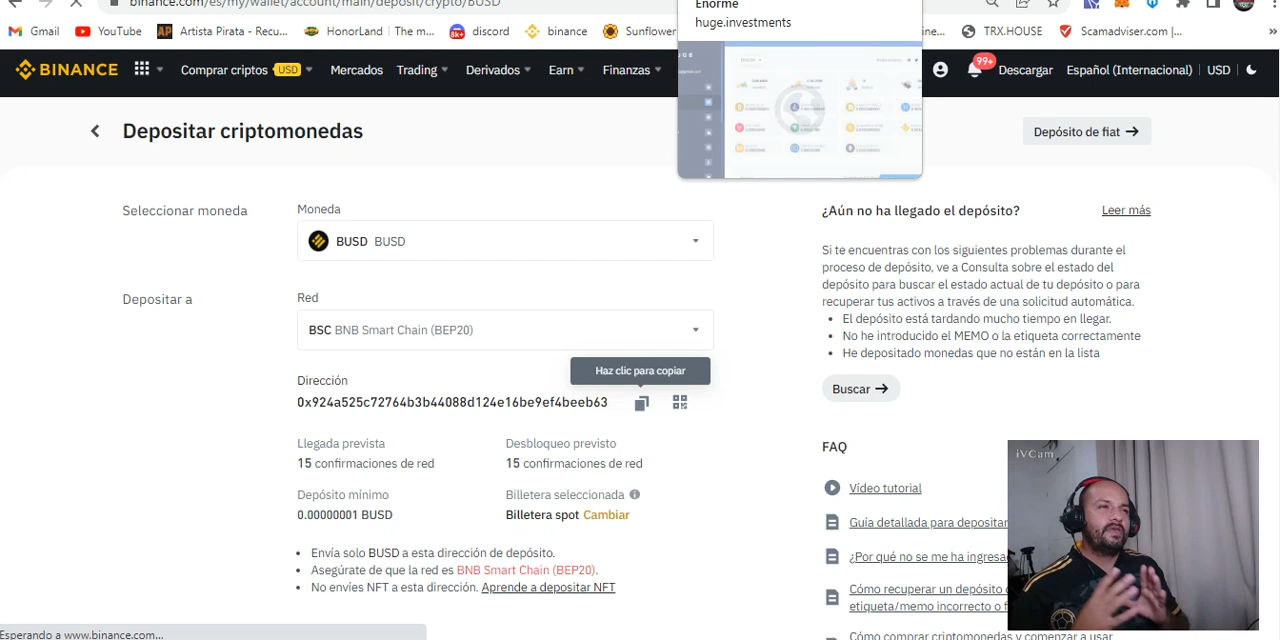 binance.com/es/my/wallet/account/main/deposit/crypto/BUSD
Enorme
huge.investments
Gmail YouTube Artista Pirata - Recu... HonorLand | The m... discord binance Sunflower ine... TRX.HOUSE Scamadviser.com |... »
BINANCE Comprar criptos USD Mercados Trading Derivados Earn Finanzas 99+ Descargar Español (Internacional) USD
Depositar criptomonedas
Depósito de fiat →
Seleccionar moneda
Moneda
BUSD BUSD
Depositar a
Red
BSC BNB Smart Chain (BEP20)
Haz clic para copiar
Dirección
0x924a525c72764b3b44088d124e16be9ef4beeb63
Llegada prevista
15 confirmaciones de red
Desbloqueo previsto
15 confirmaciones de red
Depósito mínimo
0.00000001 BUSD
Billetera seleccionada
Billetera spot Cambiar
• Envía solo BUSD a esta dirección de depósito.
• Asegúrate de que la red es BNB Smart Chain (BEP20).
• No envíes NFT a esta dirección. Aprende a depositar NFT
¿Aún no ha llegado el depósito?
Leer más
Si te encuentras con los siguientes problemas durante el
proceso de depósito, ve a Consulta sobre el estado del
depósito para buscar el estado actual de tu depósito o para
recuperar tus activos a través de una solicitud automática.
• El depósito está tardando mucho tiempo en llegar.
• No he introducido el MEMO o la etiqueta correctamente
• He depositado monedas que no están en la lista
Buscar →
FAQ
Vídeo tutorial
Guía detallada para depositar
¿Por qué no se me ha ingresa
Cómo recuperar un depósito
etiqueta/memo incorrecto o
Cómo comprar criptomonedas y comenzar a usar
iVCam
Esperando a www.binance.com...